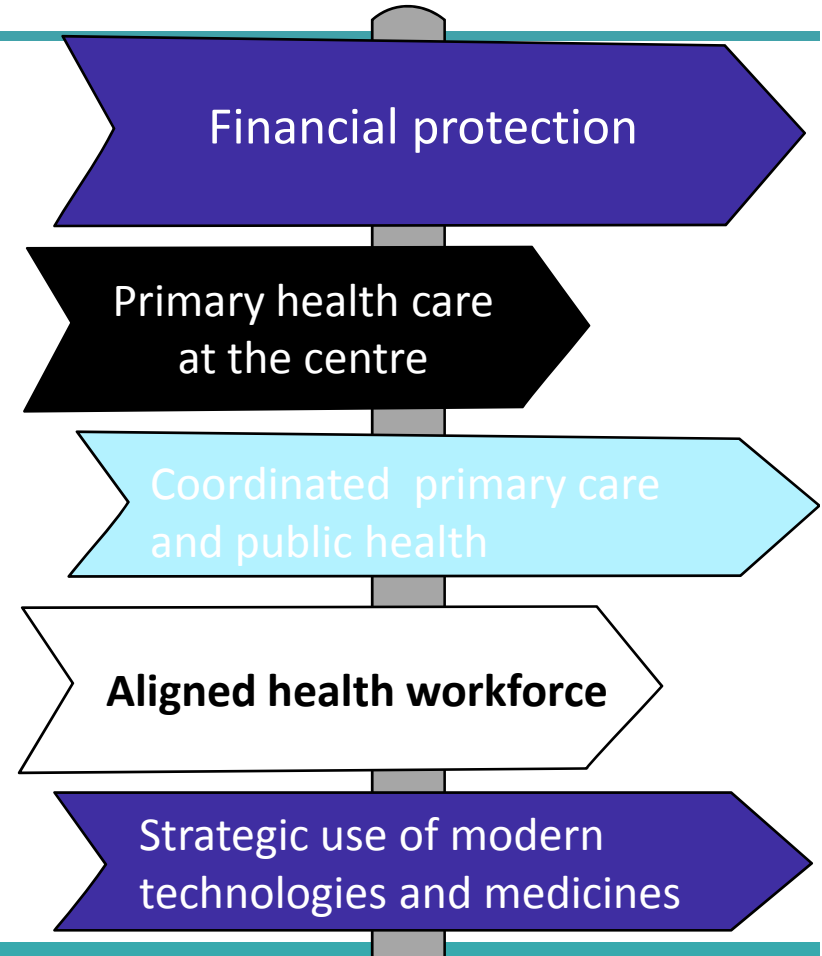 Financial protection
Primary health care
at the centre
Coordinated  primary care
and public health
Aligned health workforce
Strategic use of modern
technologies and medicines